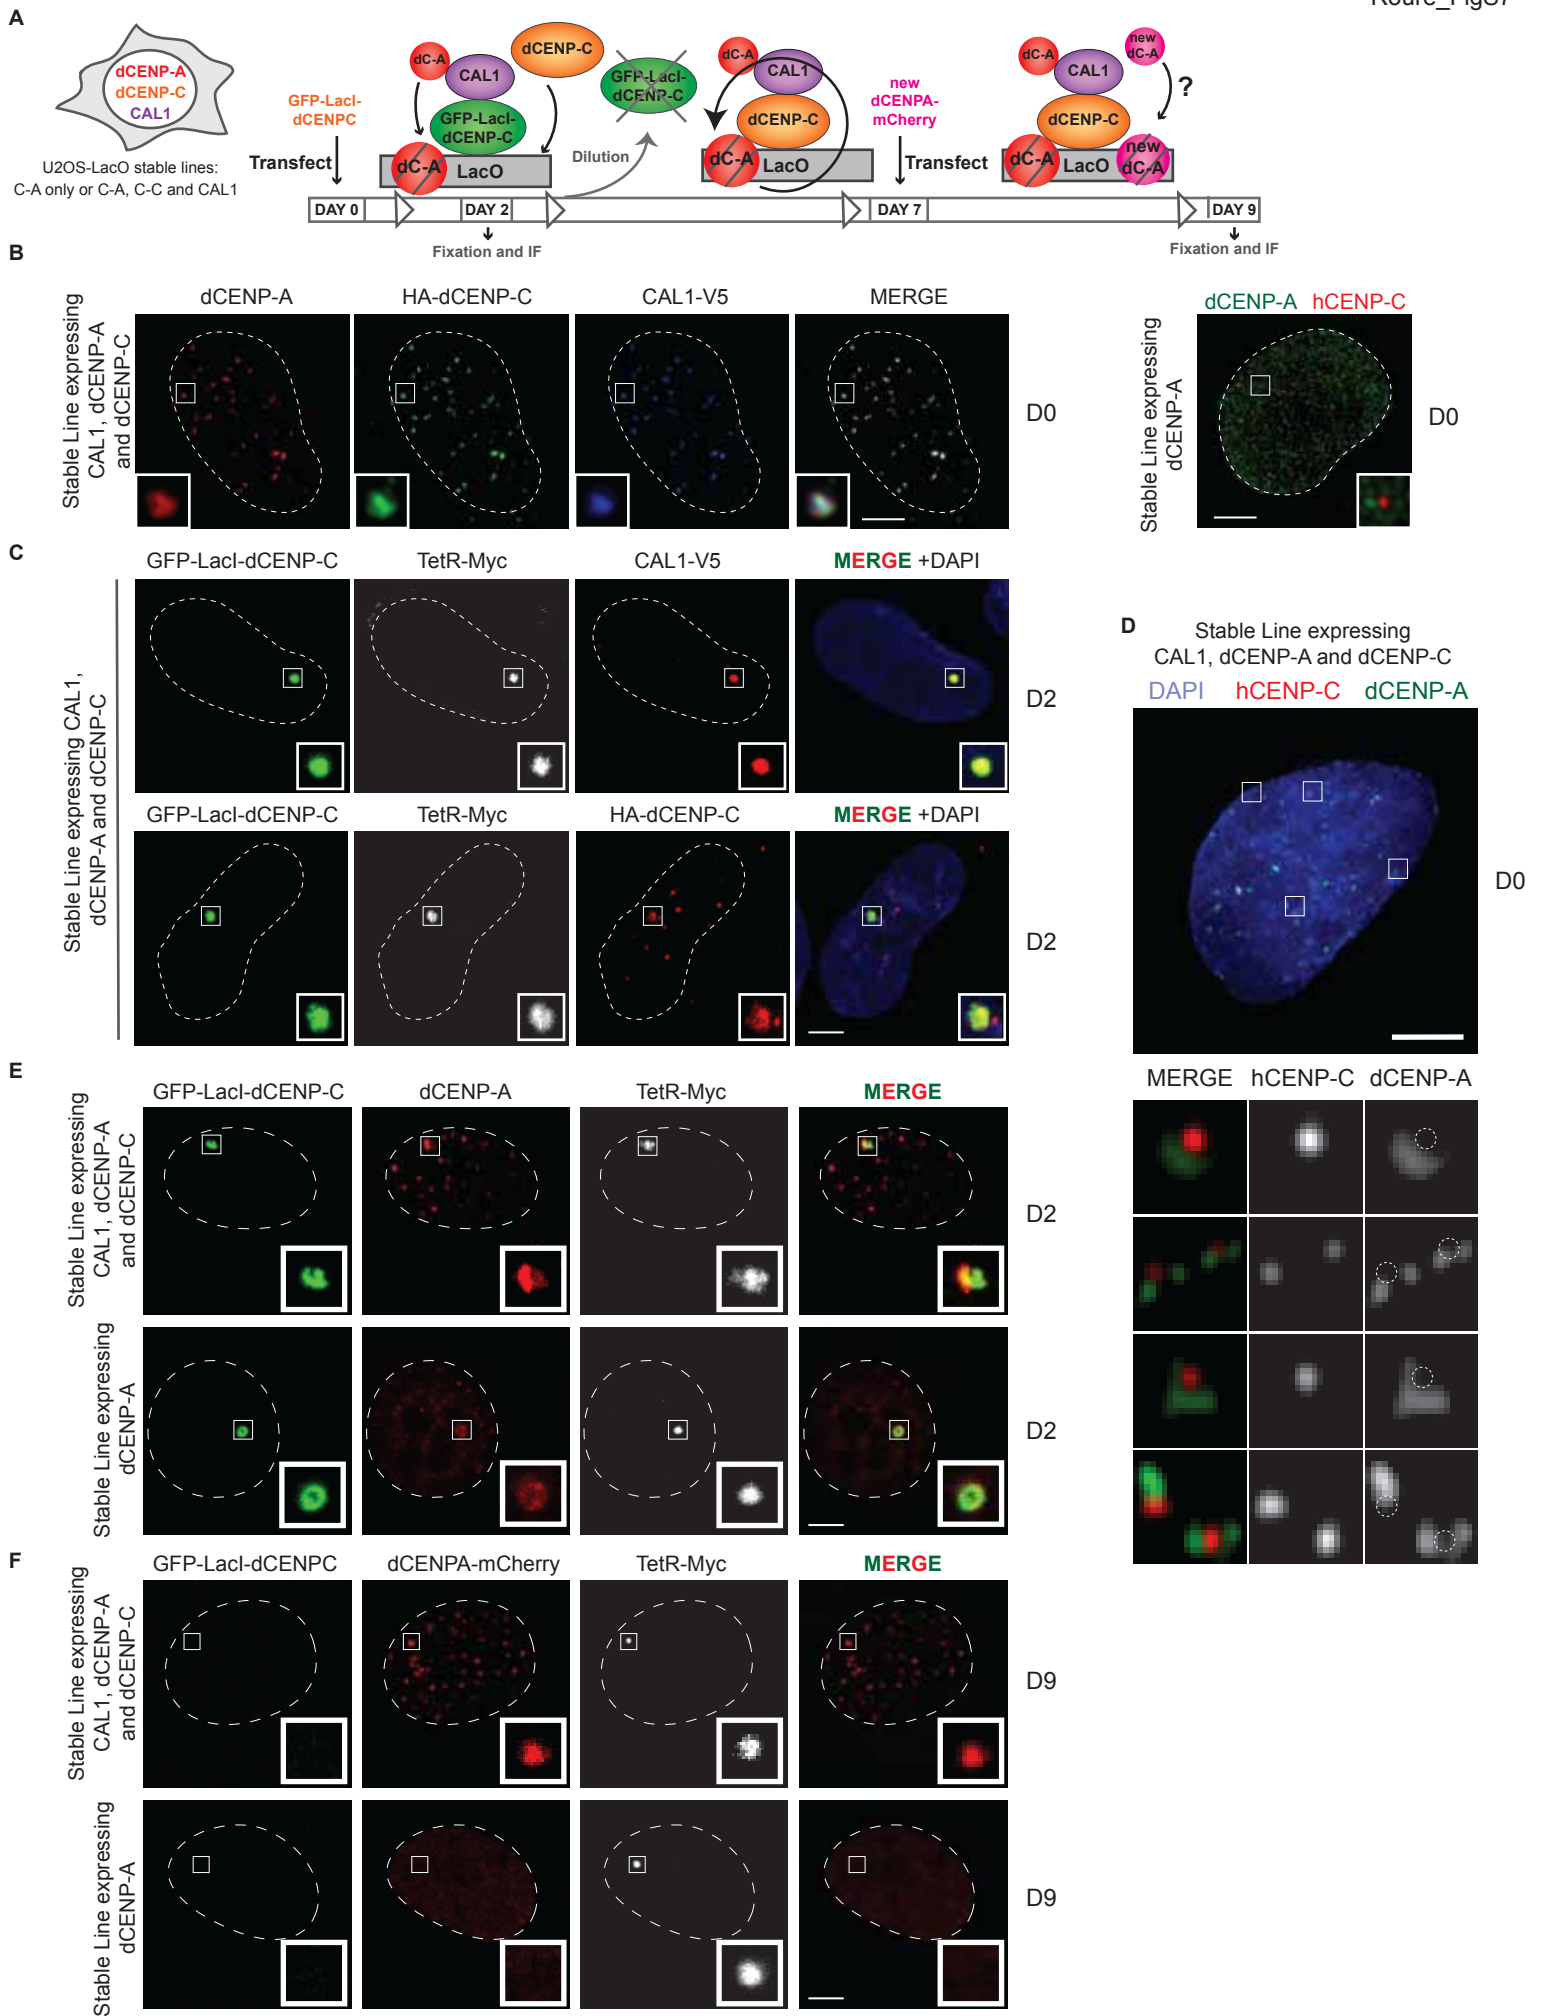 A
dCENP-A
dCENP-C
CAL1
U2OS-LacO stable lines:
C-A only or C-A, C-C and CAL1
GFP-LacI-
dCENPC
Transfect
dC-A
CAL1
dCENP-C
GFP-LacI-
dCENP-C
dC-A
LacO
GFP-LacI-
dCENP-C
Dilution
dC-A
CAL1
dCENP-C
dC-A
LacO
new
dCENPA-
mCherry
Transfect
dC-A
CAL1
new
dC-A
?
dCENP-C
dC-A
LacO
new
dC-A
DAY 0
DAY 2
DAY 7
DAY 9
Fixation and IF
Fixation and IF
B
Stable Line expressing
CAL1, dCENP-A
and dCENP-C
dCENP-A
HA-dCENP-C
CAL1-V5
MERGE
D0
Stable Line expressing
dCENP-A
dCENP-A hCENP-C
D0
C
Stable Line expressing CAL1,
dCENP-A and dCENP-C
GFP-LacI-dCENP-C
TetR-Myc
CAL1-V5
MERGE +DAPI
D2
GFP-LacI-dCENP-C
TetR-Myc
HA-dCENP-C
MERGE +DAPI
D2
D
Stable Line expressing
CAL1, dCENP-A and dCENP-C
DAPI hCENP-C dCENP-A
D0
MERGE hCENP-C dCENP-A
E
Stable Line expressing
CAL1, dCENP-A
and dCENP-C
GFP-LacI-dCENP-C
dCENP-A
TetR-Myc
MERGE
D2
Stable Line expressing
dCENP-A
D2
F
Stable Line expressing
CAL1, dCENP-A
and dCENP-C
GFP-LacI-dCENPC
dCENPA-mCherry
TetR-Myc
MERGE
D9
Stable Line expressing
dCENP-A
D9